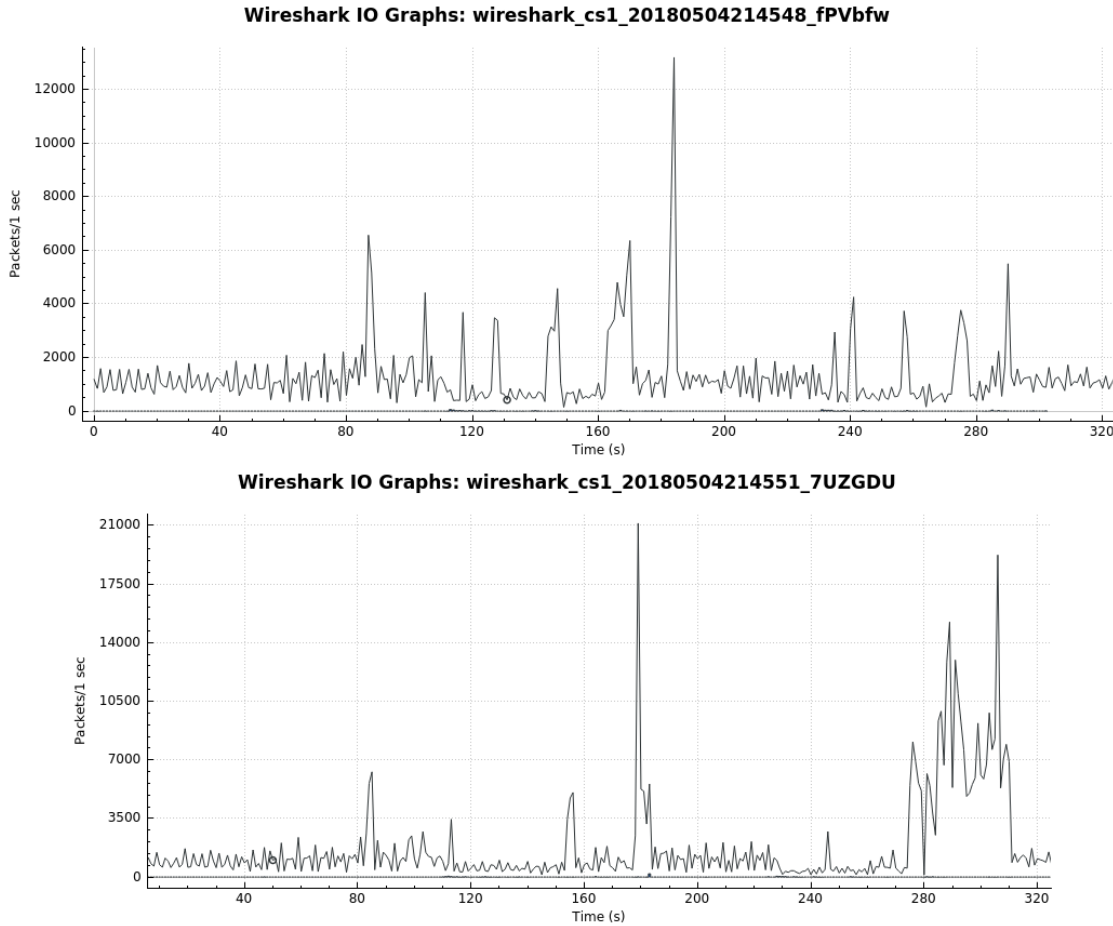 Wireshark IO Graphs: wireshark_cs1_20180504214548_fPVbfw
12000
10000
8000
6000
4000
2000
0
Packets/1 sec
0 40 80 120 160 200 240 280 320
Time (s)
Wireshark IO Graphs: wireshark_cs1_20180504214551_7UZGDU
21000
17500
14000
10500
7000
3500
0
Packets/1 sec
40 80 120 160 200 240 280 320
Time (s)